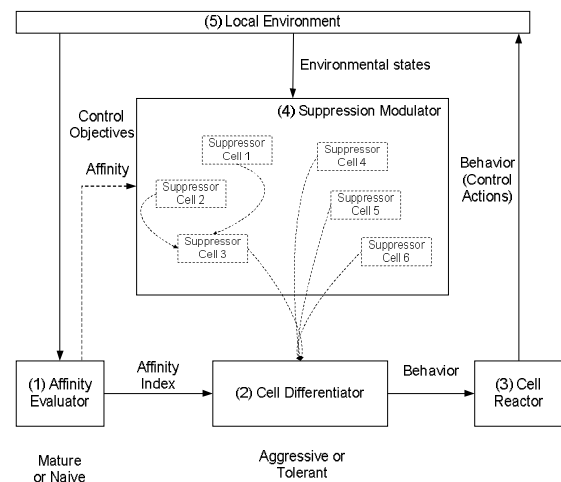 (5) Local Environment
Environmental states
Control
Objectives
Affinity
(4) Suppression Modulator
Suppressor
Cell 1
Suppressor
Cell 2
Suppressor
Cell 3
Suppressor
Cell 4
Suppressor
Cell 5
Suppressor
Cell 6
Behavior
(Control
Actions)
(1) Affinity
Evaluator
Affinity
Index
(2) Cell Differentiator
Behavior
(3) Cell
Reactor
Mature
or Naive
Aggressive or
Tolerant